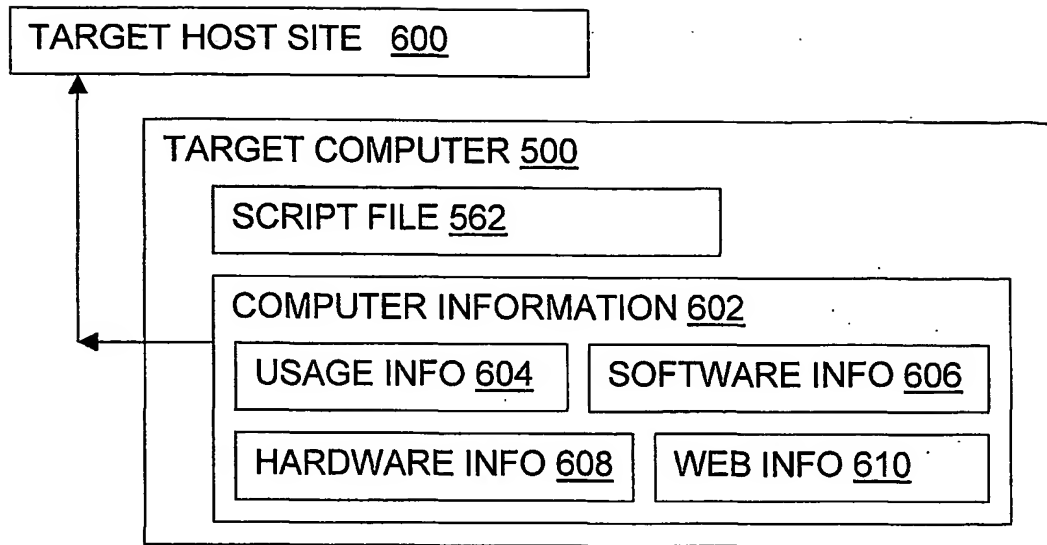 TARGET HOST SITE 600
TARGET COMPUTER 500
SCRIPT FILE 562
COMPUTER INFORMATION 602
USAGE INFO 604
SOFTWARE INFO 606
HARDWARE INFO 608
WEB INFO 610